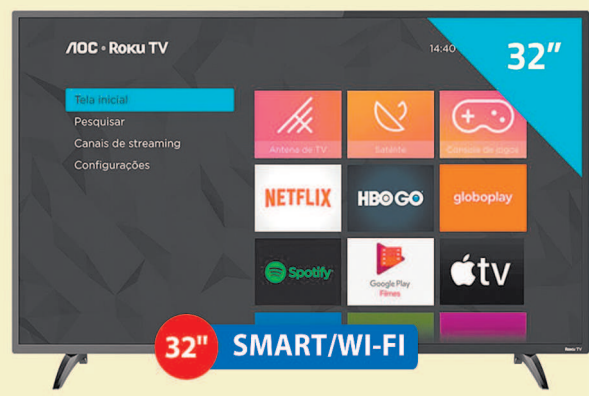 AOC • Roku TV
14:40
32"
Tela inicial
Pesquisar
Canais de streaming
Configurações
Antena de TV
Satélite
Console de jogos
NETFLIX
HBO GO
globoplay
Spotify
Google Play
Filmes
tv
32"
SMART/WI-FI
Roku TV